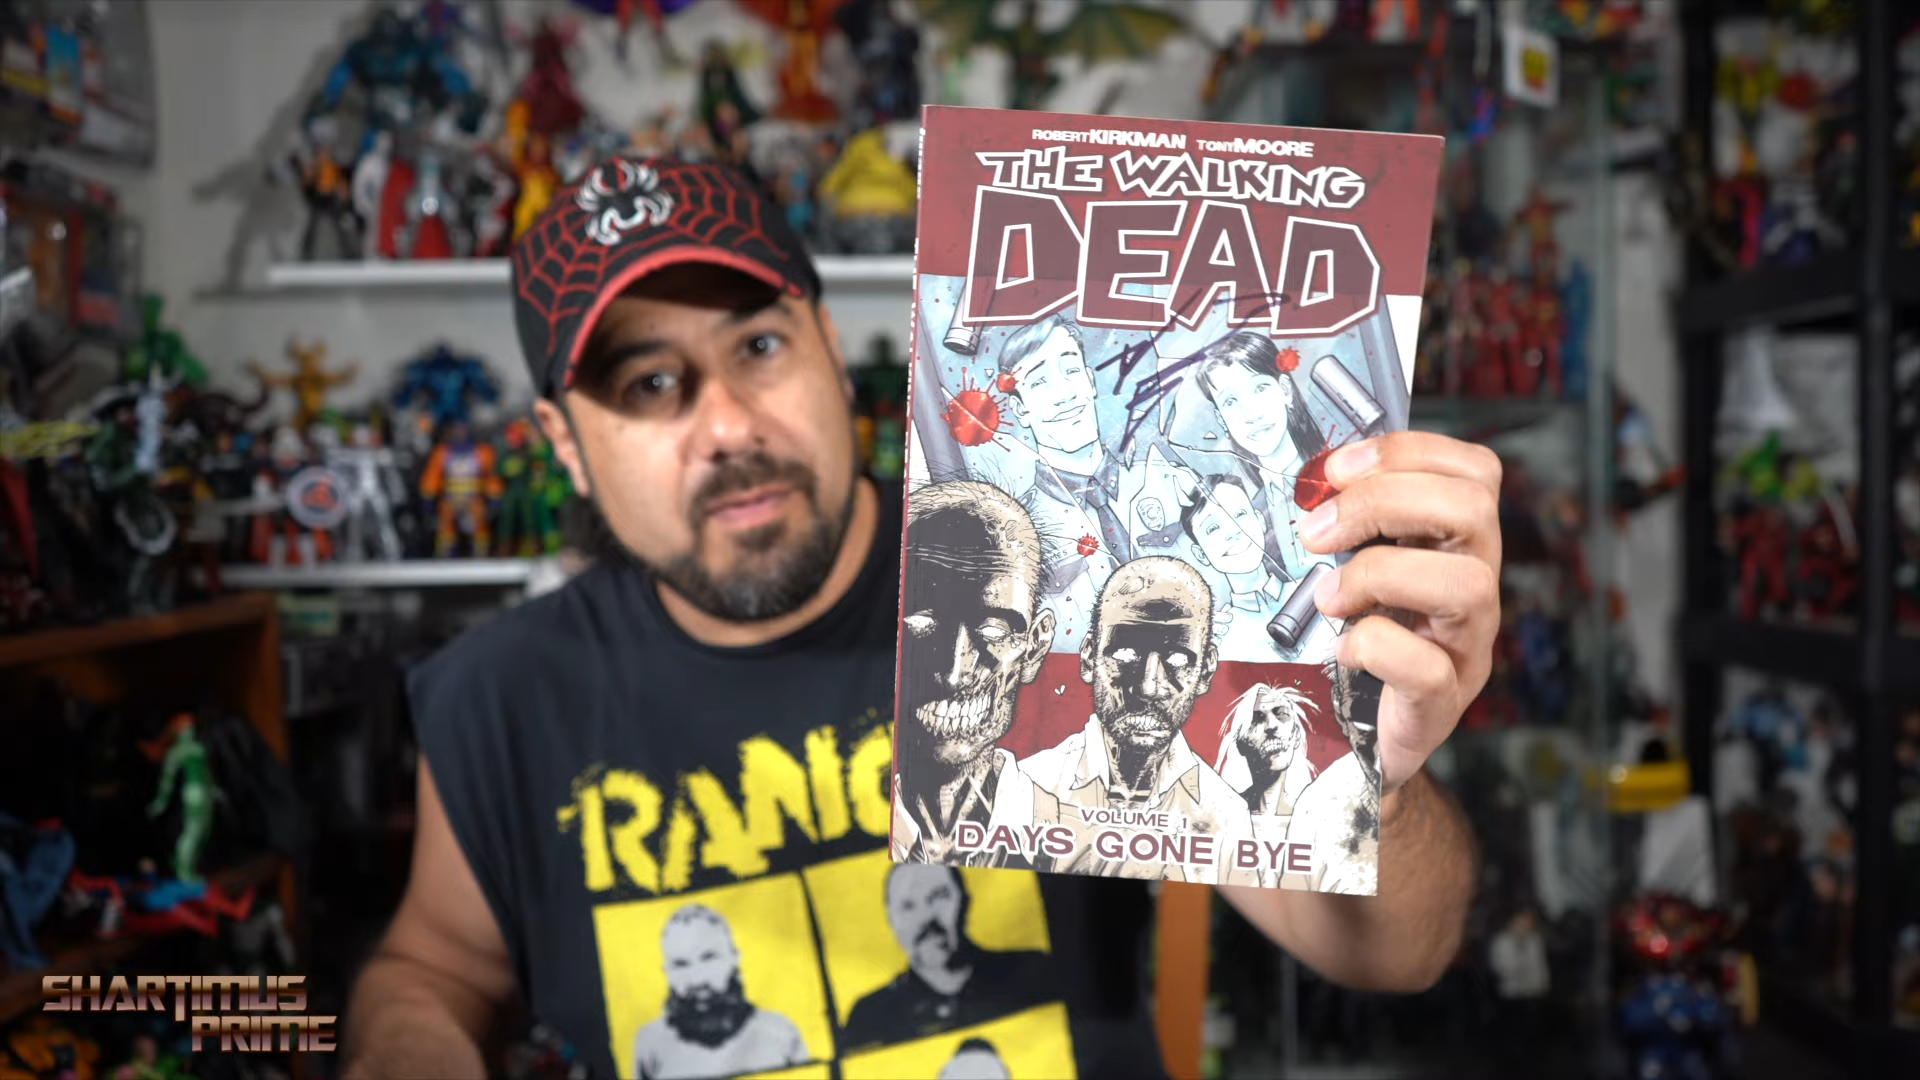 ROBERT KIRKMAN TONY MOORE
THE WALKING
DEAD
VOLUME 1
DAYS GONE BYE
RANC
SHARTIMUS
PRIME